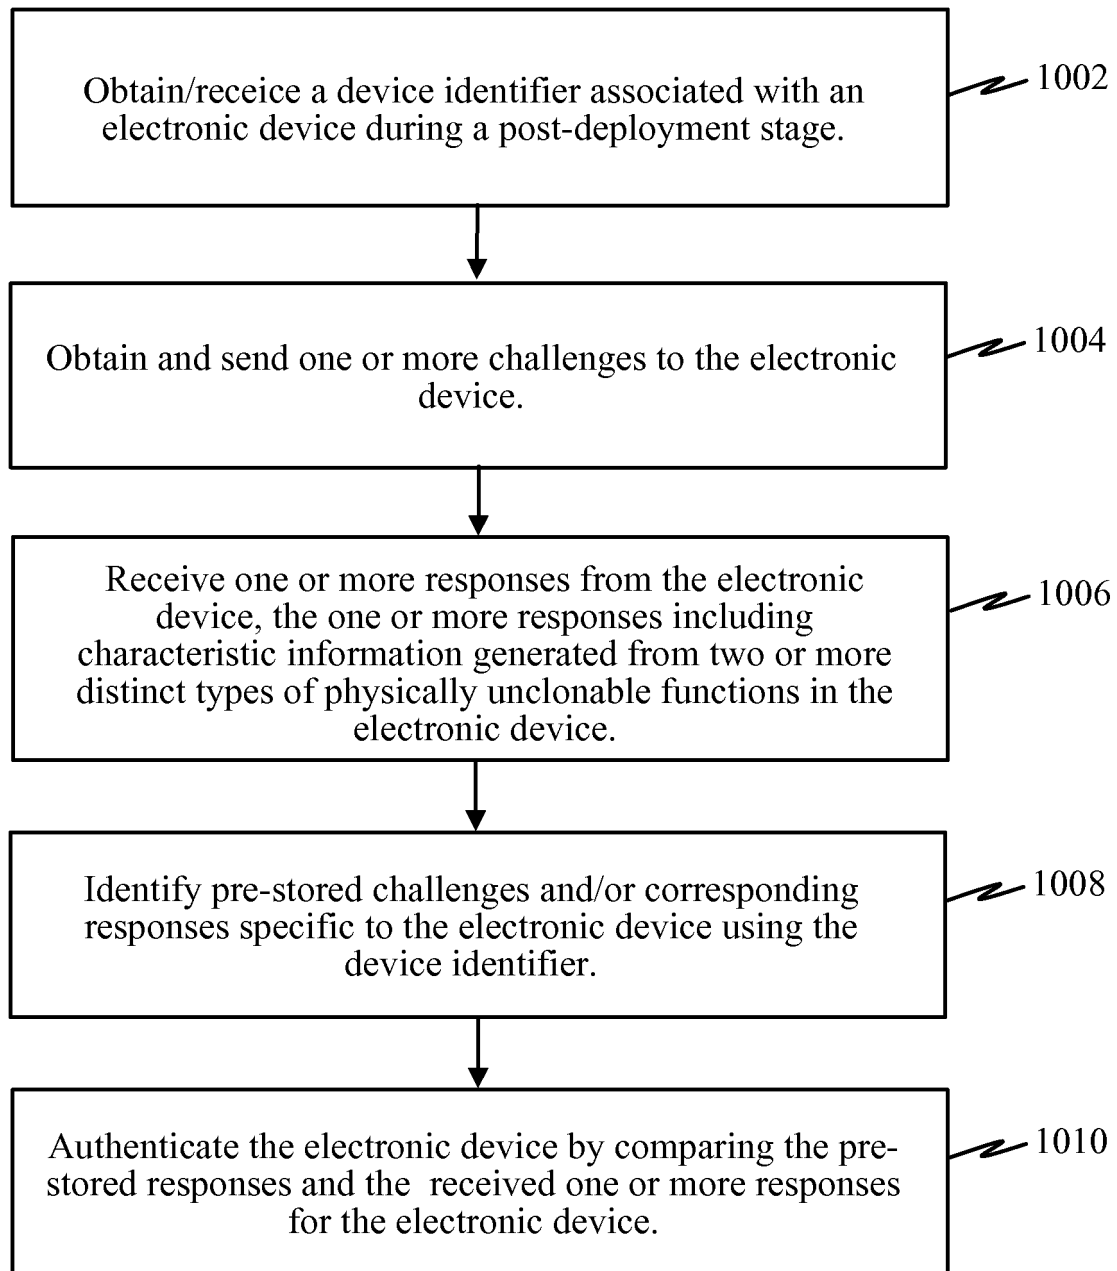 Obtain/receice a device identifier associated with an
electronic device during a post-deployment stage.
1002
Obtain and send one or more challenges to the electronic
device.
1004
Receive one or more responses from the electronic
device, the one or more responses including
characteristic information generated from two or more
distinct types of physically unclonable functions in the
electronic device.
1006
Identify pre-stored challenges and/or corresponding
responses specific to the electronic device using the
device identifier.
1008
Authenticate the electronic device by comparing the pre-
stored responses and the received one or more responses
for the electronic device.
1010